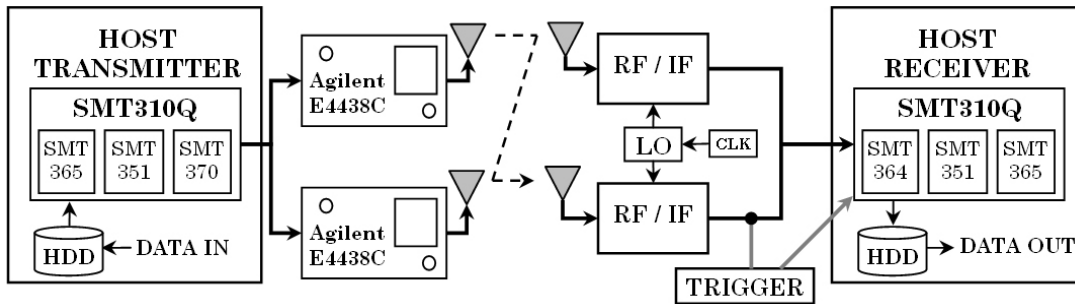 HOST
TRANSMITTER
SMT310Q
SMT
365
SMT
351
SMT
370
HDD
DATA IN
Agilent
E4438C
Agilent
E4438C
RF / IF
LO
CLK
RF / IF
TRIGGER
HOST
RECEIVER
SMT310Q
SMT
364
SMT
351
SMT
365
HDD
DATA OUT